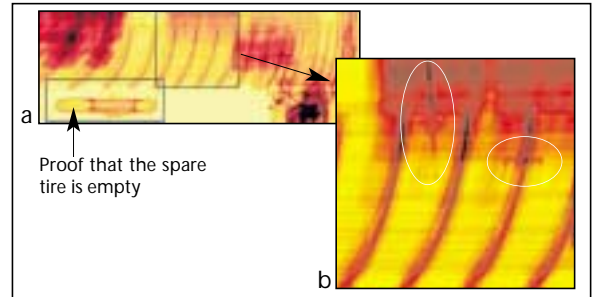 a
Proof that the spare
tire is empty
b